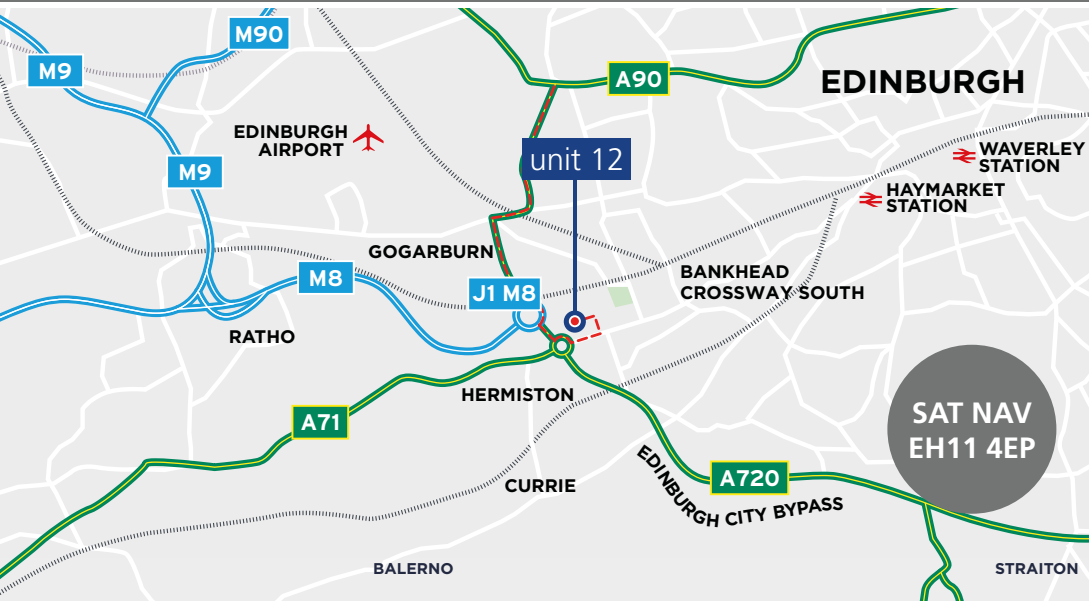 M90
M9
A90
EDINBURGH
EDINBURGH
AIRPORT
unit 12
WAVERLEY
STATION
M9
HAYMARKET
STATION
GOGARBURN
M8
J1 M8
BANKHEAD
CROSSWAY SOUTH
RATHO
HERMISTON
A71
SAT NAV
EH11 4EP
CURRIE
A720
EDINBURGH CITY BYPASS
BALERNO
STRAITON